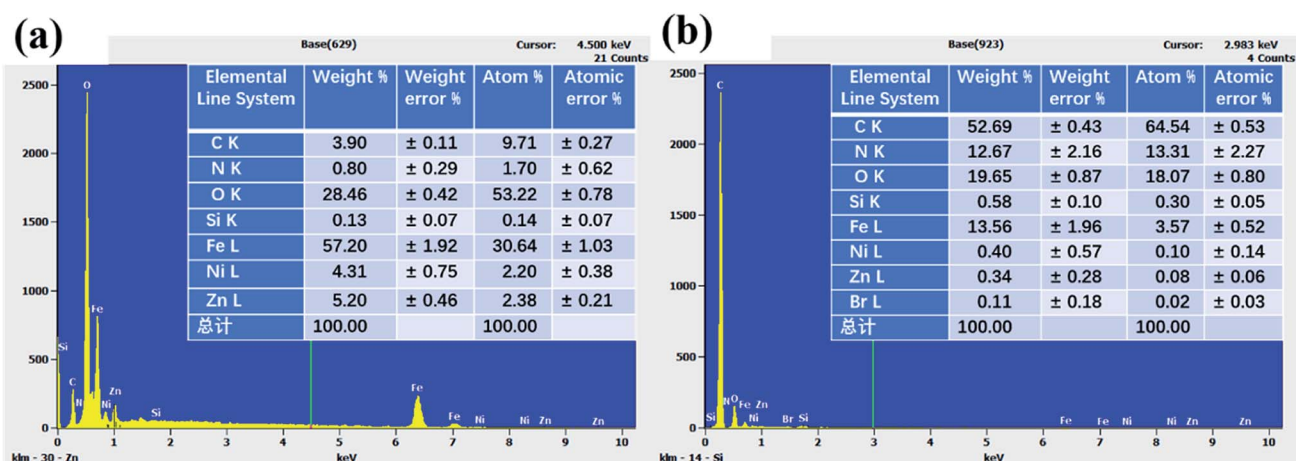 (a)
Base(629) Cursor: 4.500 keV
21 Counts
Elemental Line System Weight % Weight error % Atom % Atomic error %
C K 3.90 ± 0.11 9.71 ± 0.27
N K 0.80 ± 0.29 1.70 ± 0.62
O K 28.46 ± 0.42 53.22 ± 0.78
Si K 0.13 ± 0.07 0.14 ± 0.07
Fe L 57.20 ± 1.92 30.64 ± 1.03
Ni L 4.31 ± 0.75 2.20 ± 0.38
Zn L 5.20 ± 0.46 2.38 ± 0.21
总计 100.00 100.00
2500
2000
1500
1000
500
0
O
Fe
Si
C
N
Ni
Zn
Si
Fe
Fe
Ni
Ni
Zn
Zn
0 1 2 3 4 5 6 7 8 9 10
klm - 30 - Zn keV
(b)
Base(923) Cursor: 2.983 keV
4 Counts
Elemental Line System Weight % Weight error % Atom % Atomic error %
C K 52.69 ± 0.43 64.54 ± 0.53
N K 12.67 ± 2.16 13.31 ± 2.27
O K 19.65 ± 0.87 18.07 ± 0.80
Si K 0.58 ± 0.10 0.30 ± 0.05
Fe L 13.56 ± 1.96 3.57 ± 0.52
Ni L 0.40 ± 0.57 0.10 ± 0.14
Zn L 0.34 ± 0.28 0.08 ± 0.06
Br L 0.11 ± 0.18 0.02 ± 0.03
总计 100.00 100.00
2500
2000
1500
1000
500
0
C
Si
N
O
Fe
Zn
Ni
Br
Si
Fe
Fe
Ni
Ni
Zn
Zn
0 1 2 3 4 5 6 7 8 9 10
klm - 14 - Si keV